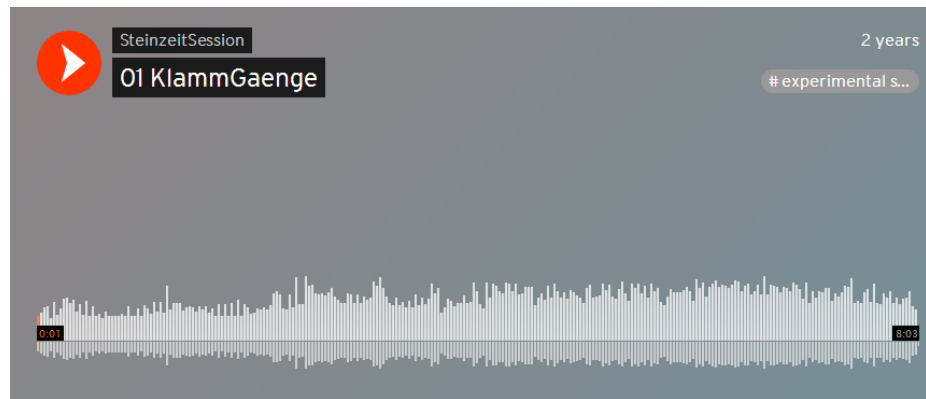 SteinzeitSession
2 years
01 KlammGaenge
# experimental s...
0:01
8:03